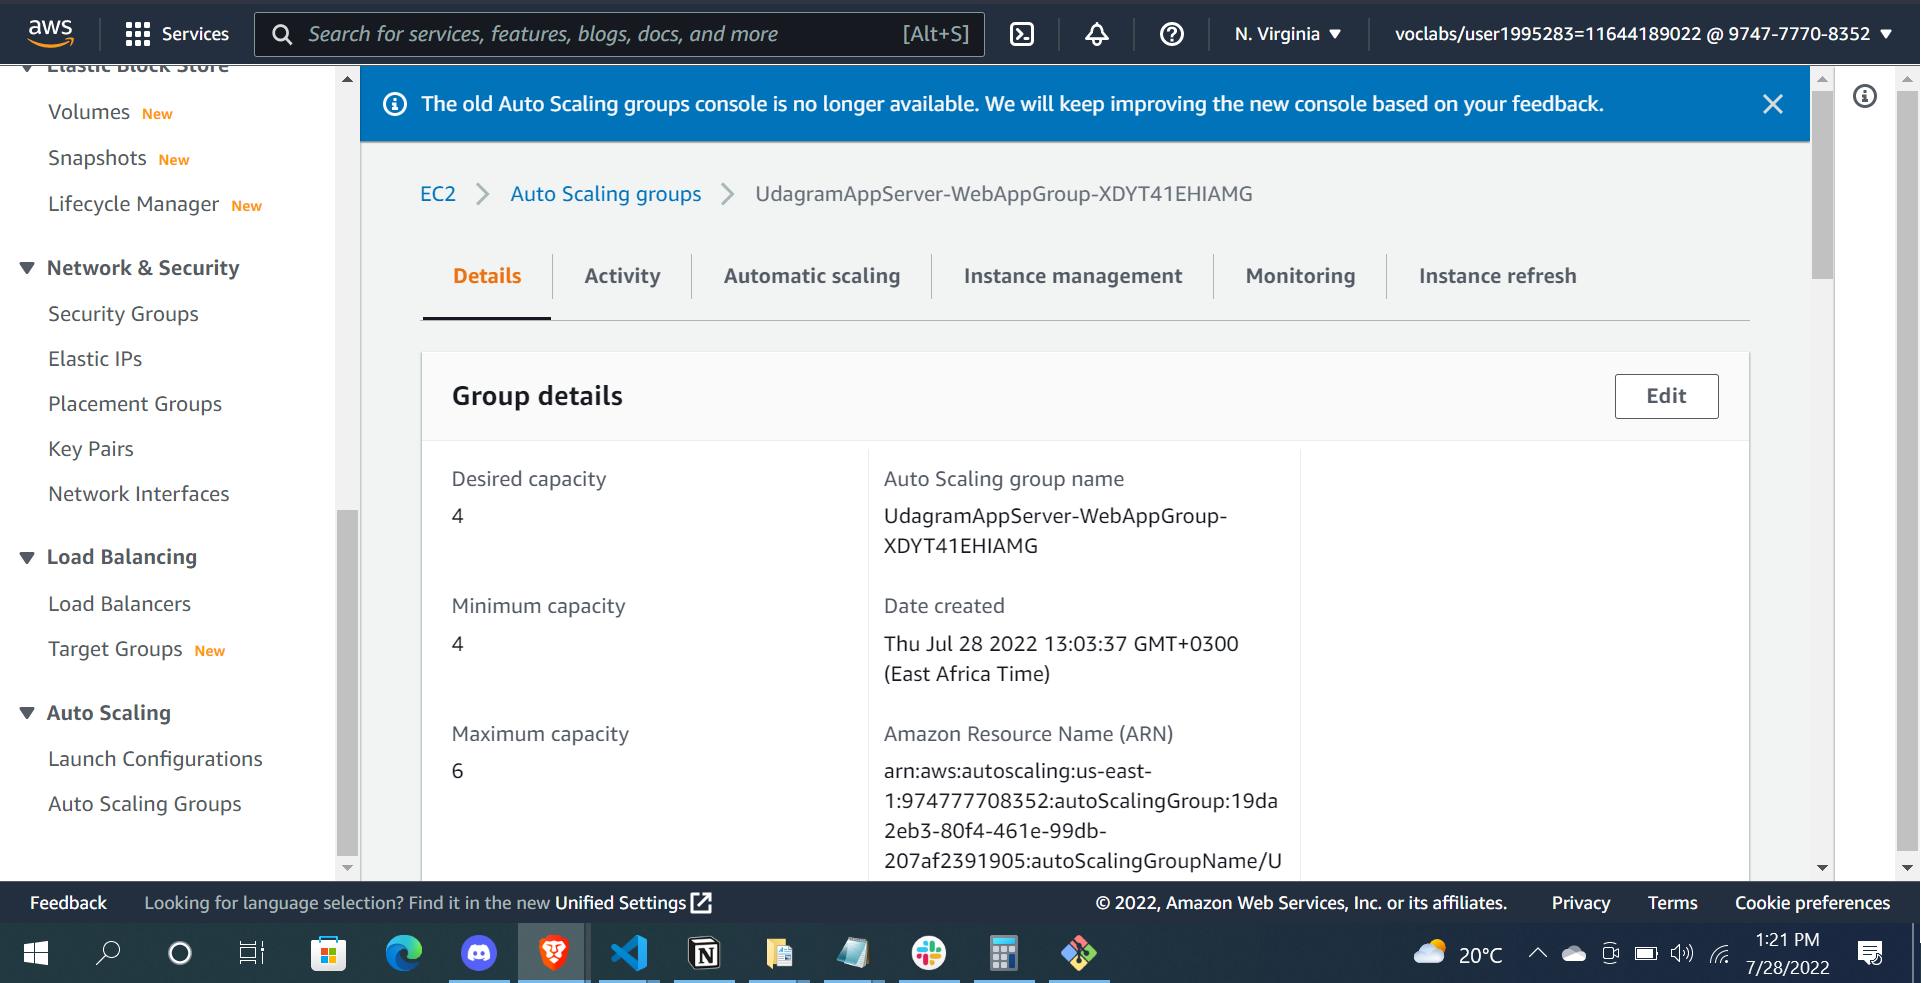 aws
Services
Search for services, features, blogs, docs, and more
[Alt+S]
N. Virginia
voclabs/user1995283=11644189022 @ 9747-7770-8352
Elastic Block Store
Volumes New
Snapshots New
Lifecycle Manager New
Network & Security
Security Groups
Elastic IPs
Placement Groups
Key Pairs
Network Interfaces
Load Balancing
Load Balancers
Target Groups New
Auto Scaling
Launch Configurations
Auto Scaling Groups
The old Auto Scaling groups console is no longer available. We will keep improving the new console based on your feedback.
EC2
Auto Scaling groups
UdagramAppServer-WebAppGroup-XDYT41EHIAMG
Details
Activity
Automatic scaling
Instance management
Monitoring
Instance refresh
Group details
Edit
Desired capacity
4
Minimum capacity
4
Maximum capacity
6
Auto Scaling group name
UdagramAppServer-WebAppGroup-
XDYT41EHIAMG
Date created
Thu Jul 28 2022 13:03:37 GMT+0300
(East Africa Time)
Amazon Resource Name (ARN)
arn:aws:autoscaling:us-east-
1:974777708352:autoScalingGroup:19da
2eb3-80f4-461e-99db-
207af2391905:autoScalingGroupName/U
Feedback
Looking for language selection? Find it in the new Unified Settings
© 2022, Amazon Web Services, Inc. or its affiliates.
Privacy
Terms
Cookie preferences
20°C
1:21 PM
7/28/2022